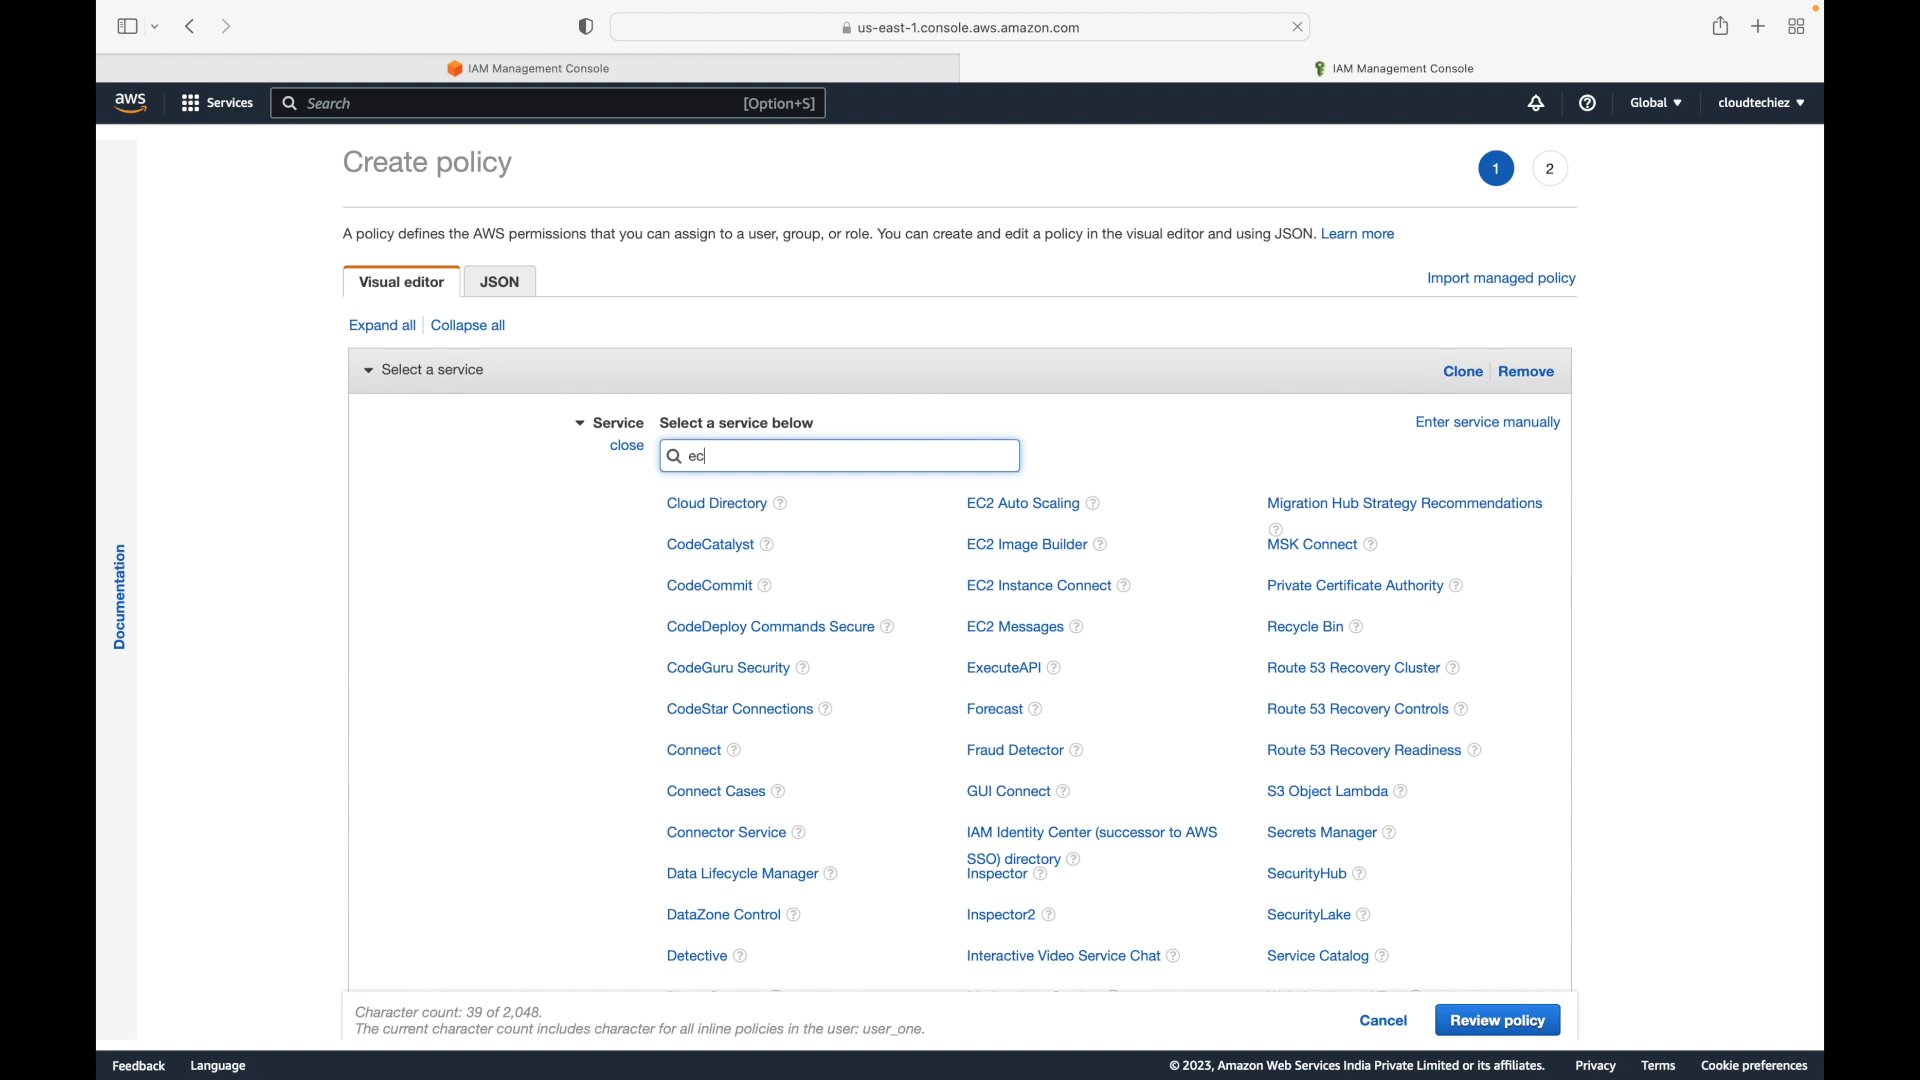 us-east-1.console.aws.amazon.com
IAM Management Console
IAM Management Console
aws
Services
Search
[Option+S]
Global
cloudtechiez
Create policy
1
2
A policy defines the AWS permissions that you can assign to a user, group, or role. You can create and edit a policy in the visual editor and using JSON. Learn more
Visual editor
JSON
Import managed policy
Expand all
Collapse all
Select a service
Clone
Remove
Service
Select a service below
Enter service manually
close
ec
Cloud Directory
EC2 Auto Scaling
Migration Hub Strategy Recommendations
CodeCatalyst
EC2 Image Builder
MSK Connect
CodeCommit
EC2 Instance Connect
Private Certificate Authority
CodeDeploy Commands Secure
EC2 Messages
Recycle Bin
CodeGuru Security
ExecuteAPI
Route 53 Recovery Cluster
CodeStar Connections
Forecast
Route 53 Recovery Controls
Connect
Fraud Detector
Route 53 Recovery Readiness
Connect Cases
GUI Connect
S3 Object Lambda
Connector Service
IAM Identity Center (successor to AWS
SSO) directory
Secrets Manager
Data Lifecycle Manager
Inspector
SecurityHub
DataZone Control
Inspector2
SecurityLake
Detective
Interactive Video Service Chat
Service Catalog
Documentation
Character count: 39 of 2,048.
The current character count includes character for all inline policies in the user: user_one.
Cancel
Review policy
Feedback
Language
© 2023, Amazon Web Services India Private Limited or its affiliates.
Privacy
Terms
Cookie preferences